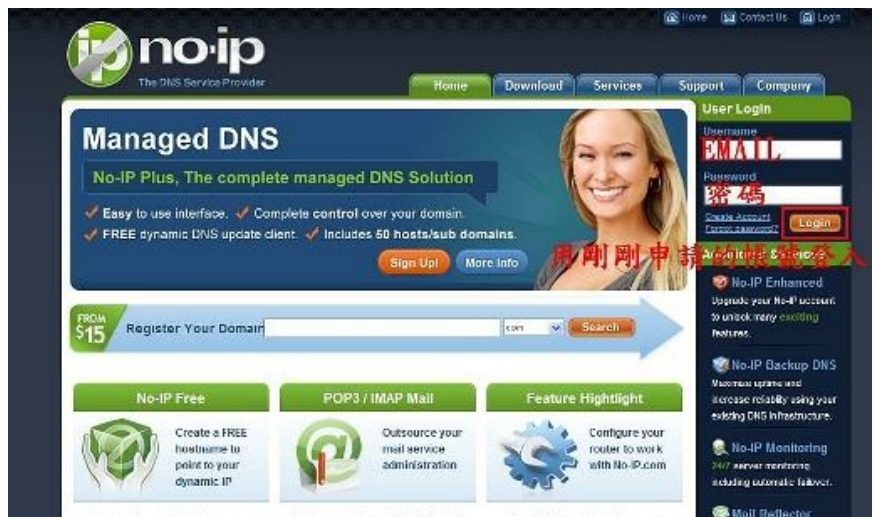 Home Contact Us Login
no-ip
The DNS Service Provider
Home Download Services Support Company
Managed DNS
No-IP Plus, The complete managed DNS Solution
Easy to use interface. Complete control over your domain.
FREE dynamic DNS update client. Includes 50 hosts/sub domains.
Sign Up! More Info
User Login
Username
EMAIL
Password
密碼
Create Account
Forgot password?
Login
用剛剛申請的帳號登入
No-IP Enhanced
Upgrade your No-IP account
to unlock many exciting
features.
No-IP Backup DNS
Maximize uptime and
increase reliability using your
existing DNS Infrastructure.
No-IP Monitoring
24/7 server monitoring
including automatic failover.
Mail Reflector
FROM
$15
Register Your Domain
com
Search
No-IP Free
Create a FREE
hostname to
point to your
dynamic IP
POP3 / IMAP Mail
Outsource your
mail service
administration
Feature Hightlight
Configure your
router to work
with No-IP.com